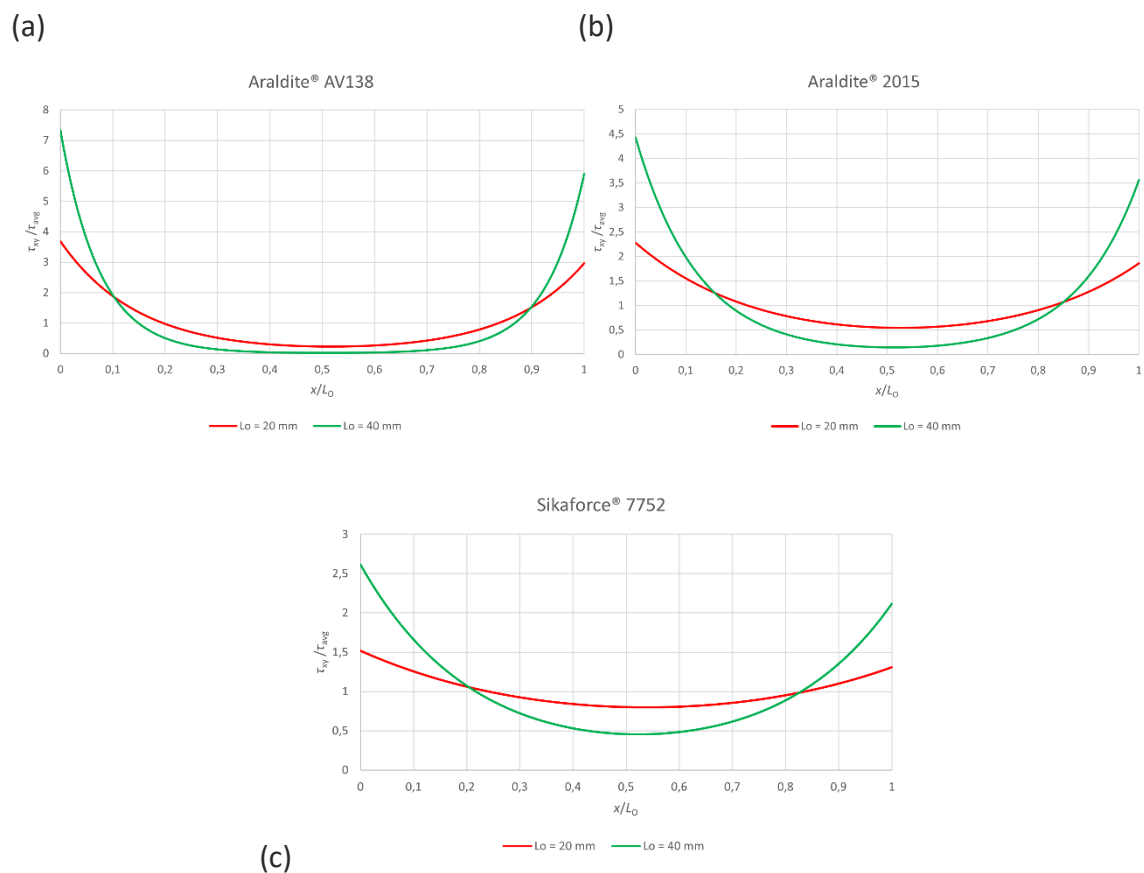 (a)
Araldite® AV138
8
7
6
5
4
3
2
1
0
τxy /τavg
0 0,1 0,2 0,3 0,4 0,5 0,6 0,7 0,8 0,9 1
x/LO
Lo = 20 mm Lo = 40 mm
(b)
Araldite® 2015
5
4,5
4
3,5
3
2,5
2
1,5
1
0,5
0
τxy /τavg
0 0,1 0,2 0,3 0,4 0,5 0,6 0,7 0,8 0,9 1
x/LO
Lo = 20 mm Lo = 40 mm
Sikaforce® 7752
3
2,5
2
1,5
1
0,5
0
τxy /τavg
0 0,1 0,2 0,3 0,4 0,5 0,6 0,7 0,8 0,9 1
x/LO
Lo = 20 mm Lo = 40 mm
(c)